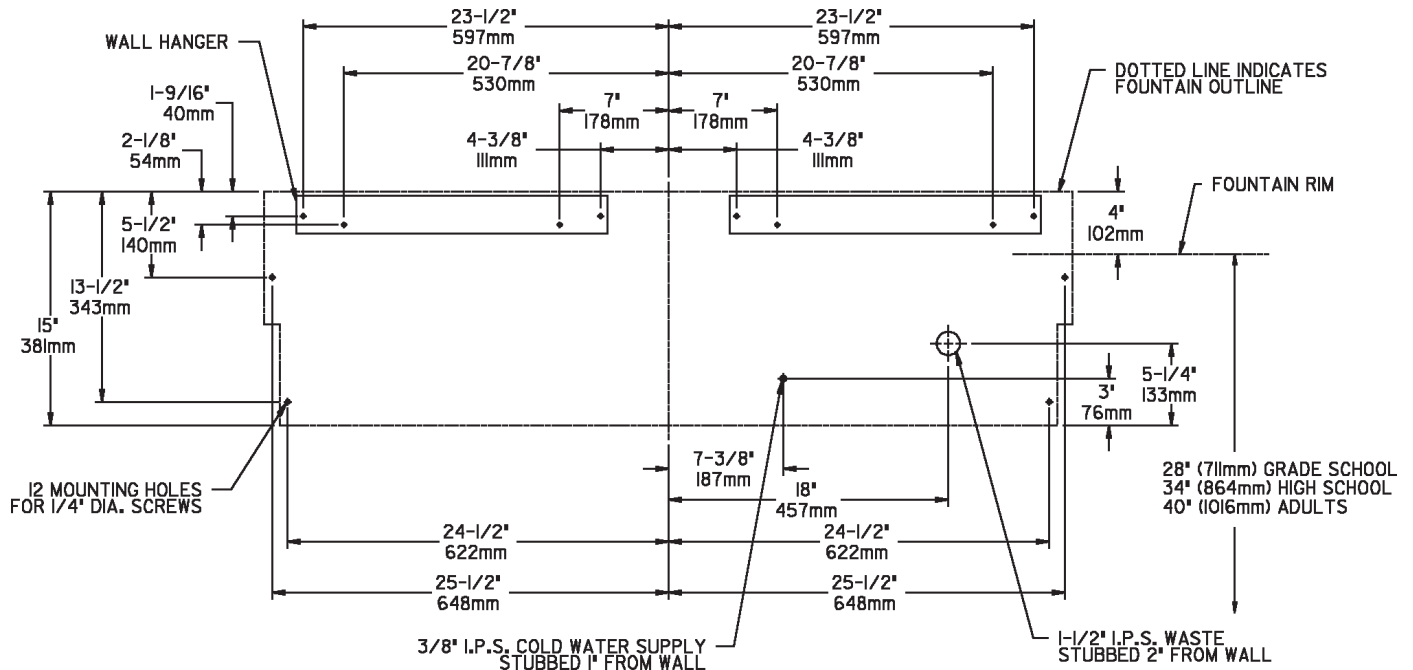 23-1/2"
597mm
23-1/2"
597mm
WALL HANGER
20-7/8"
530mm
20-7/8"
530mm
DOTTED LINE INDICATES
FOUNTAIN OUTLINE
1-9/16"
40mm
7"
178mm
7"
178mm
2-1/8"
54mm
4-3/8"
111mm
4-3/8"
111mm
FOUNTAIN RIM
5-1/2"
140mm
4"
102mm
13-1/2"
343mm
15"
381mm
5-1/4"
133mm
3"
76mm
7-3/8"
187mm
18"
457mm
28" (711mm) GRADE SCHOOL
34" (864mm) HIGH SCHOOL
40" (1016mm) ADULTS
12 MOUNTING HOLES
FOR 1/4" DIA. SCREWS
24-1/2"
622mm
24-1/2"
622mm
25-1/2"
648mm
25-1/2"
648mm
3/8" I.P.S. COLD WATER SUPPLY
STUBBED 1" FROM WALL
1-1/2" I.P.S. WASTE
STUBBED 2" FROM WALL